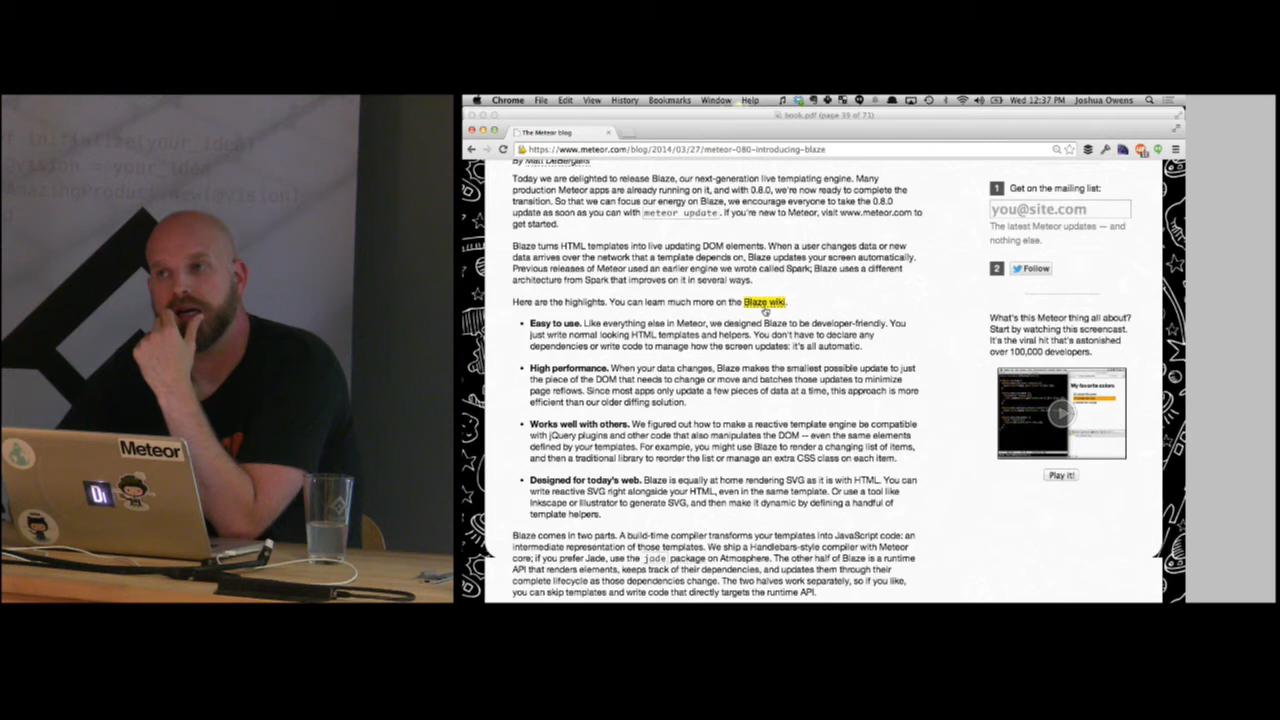 if initialize(your_idea)
@vision = your_idea
AmazingProduct.new(@vision)
Meteor
Di
Chrome File Edit View History Bookmarks Window Help
Wed 12:37 PM Joshua Owens
book.pdf (page 39 of 71)
The Meteor blog
https://www.meteor.com/blog/2014/03/27/meteor-080-introducing-blaze
By Matt DeBergalis
Today we are delighted to release Blaze, our next-generation live templating engine. Many
production Meteor apps are already running on it, and with 0.8.0, we're now ready to complete the
transition. So that we can focus our energy on Blaze, we encourage everyone to take the 0.8.0
update as soon as you can with meteor update. If you're new to Meteor, visit www.meteor.com to
get started.
Blaze turns HTML templates into live updating DOM elements. When a user changes data or new
data arrives over the network that a template depends on, Blaze updates your screen automatically.
Previous releases of Meteor used an earlier engine we wrote called Spark; Blaze uses a different
architecture from Spark that improves on it in several ways.
Here are the highlights. You can learn much more on the Blaze wiki.
• Easy to use. Like everything else in Meteor, we designed Blaze to be developer-friendly. You
just write normal looking HTML templates and helpers. You don't have to declare any
dependencies or write code to manage how the screen updates: it's all automatic.
• High performance. When your data changes, Blaze makes the smallest possible update to just
the piece of the DOM that needs to change or move and batches those updates to minimize
page reflows. Since most apps only update a few pieces of data at a time, this approach is more
efficient than our older diffing solution.
• Works well with others. We figured out how to make a reactive template engine be compatible
with jQuery plugins and other code that also manipulates the DOM -- even the same elements
defined by your templates. For example, you might use Blaze to render a changing list of items,
and then a traditional library to reorder the list or manage an extra CSS class on each item.
• Designed for today's web. Blaze is equally at home rendering SVG as it is with HTML. You can
write reactive SVG right alongside your HTML, even in the same template. Or use a tool like
Inkscape or Illustrator to generate SVG, and then make it dynamic by defining a handful of
template helpers.
Blaze comes in two parts. A build-time compiler transforms your templates into JavaScript code: an
intermediate representation of those templates. We ship a Handlebars-style compiler with Meteor
core; if you prefer Jade, use the jade package on Atmosphere. The other half of Blaze is a runtime
API that renders elements, keeps track of their dependencies, and updates them through their
complete lifecycle as those dependencies change. The two halves work separately, so if you like,
you can skip templates and write code that directly targets the runtime API.
1 Get on the mailing list:
you@site.com
The latest Meteor updates — and
nothing else.
2 Follow
What's this Meteor thing all about?
Start by watching this screencast.
It's the viral hit that's astonished
over 100,000 developers.
My favorite colors
Play it!